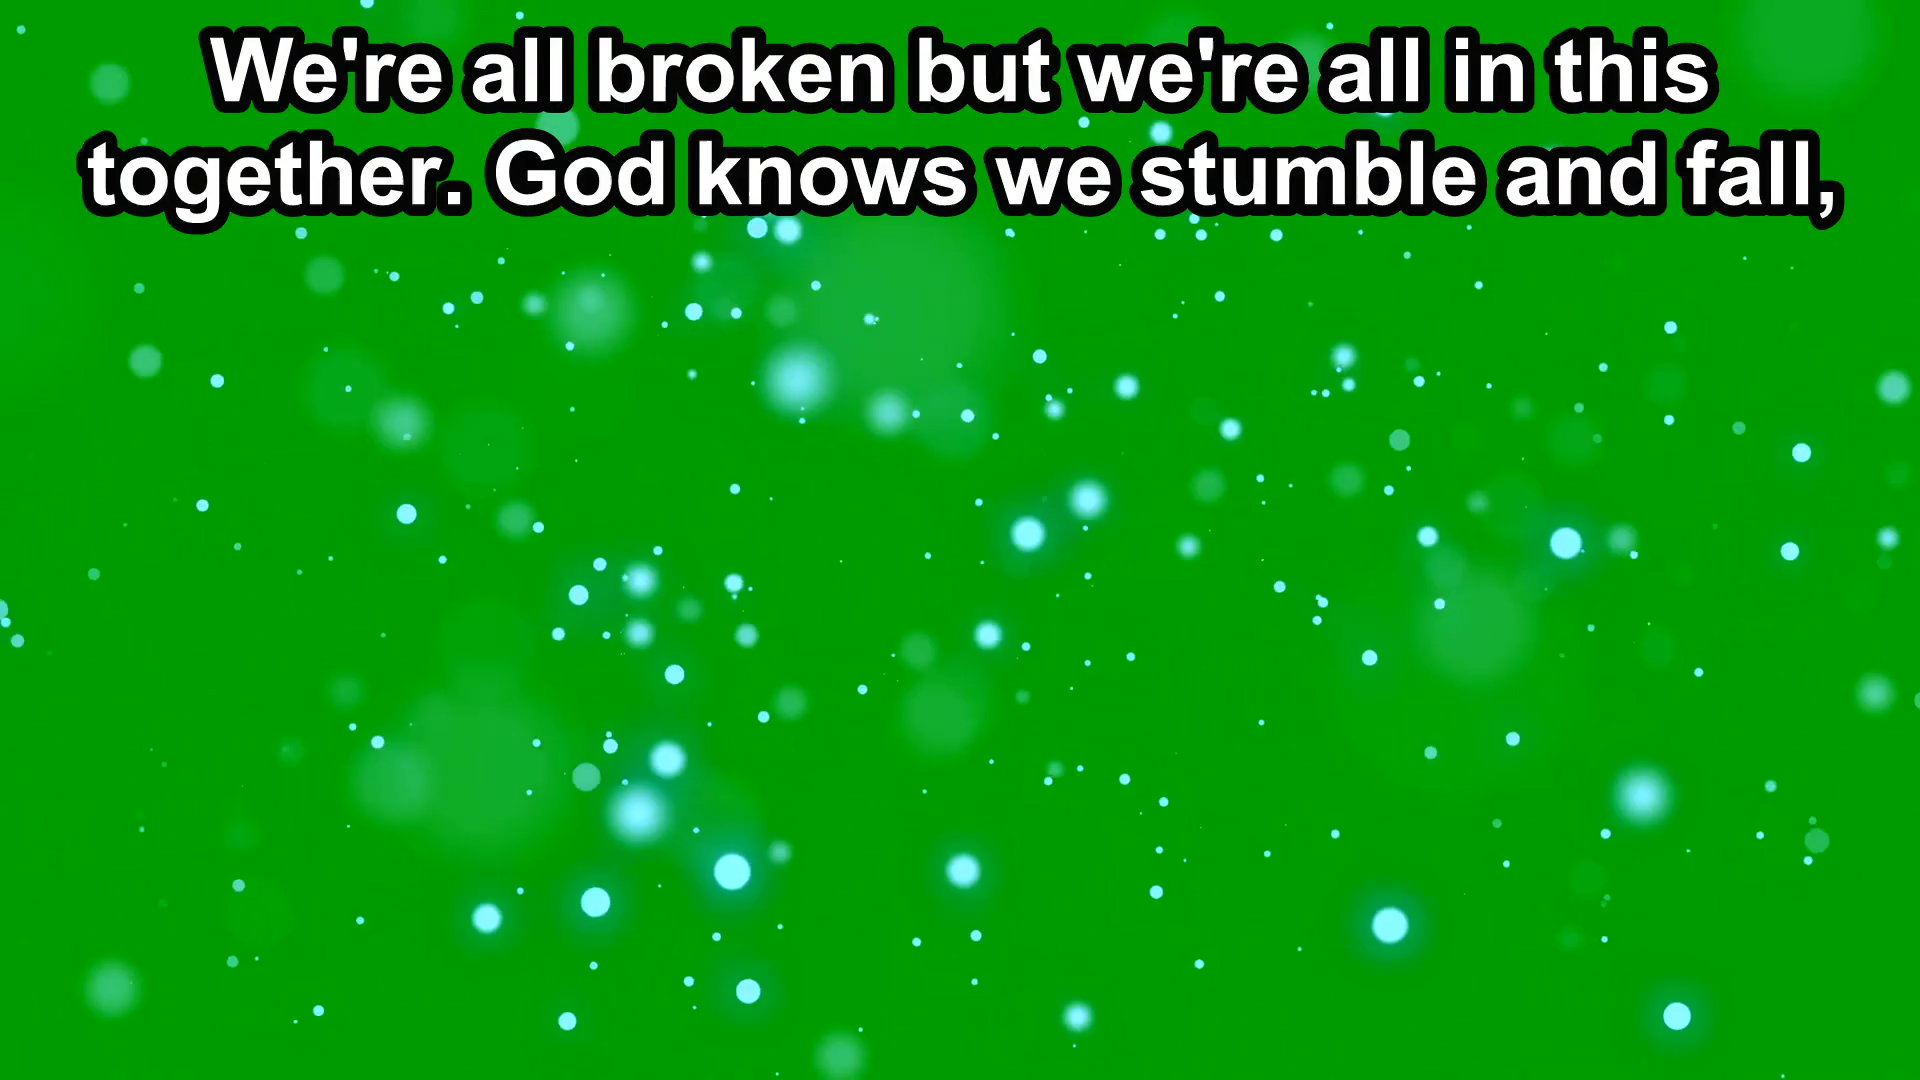 We're all broken but we're all in this
together. God knows we stumble and fall,